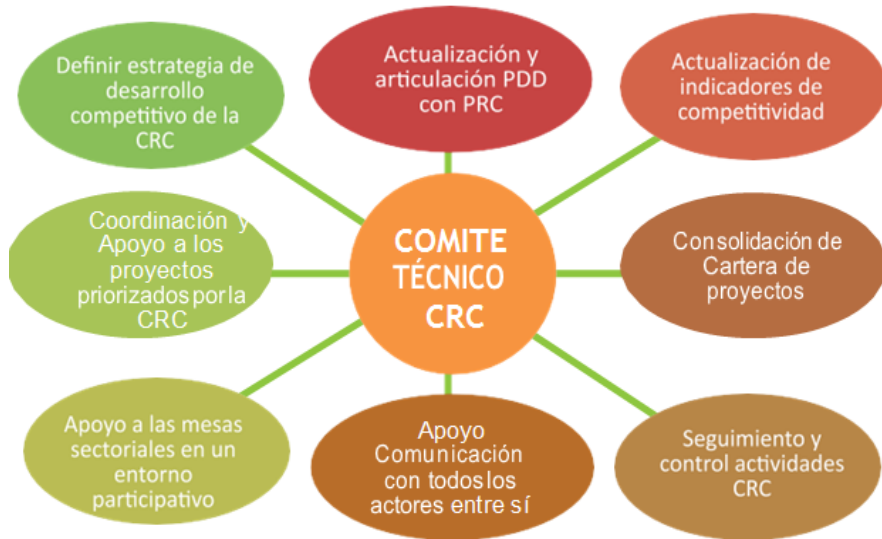 Definir estrategia de
desarrollo
competitivo de la
CRC
Actualización y
articulación PDD
con PRC
Actualización de
indicadores de
competitividad
Coordinación y
Apoyo a los
proyectos
priorizados por la
CRC
COMITE
TÉCNICO
CRC
Consolidación de
Cartera de
proyectos
Apoyo a las mesas
sectoriales en un
entorno
participativo
Apoyo
Comunicación
con todos los
actores entre sí
Seguimiento y
control actividades
CRC